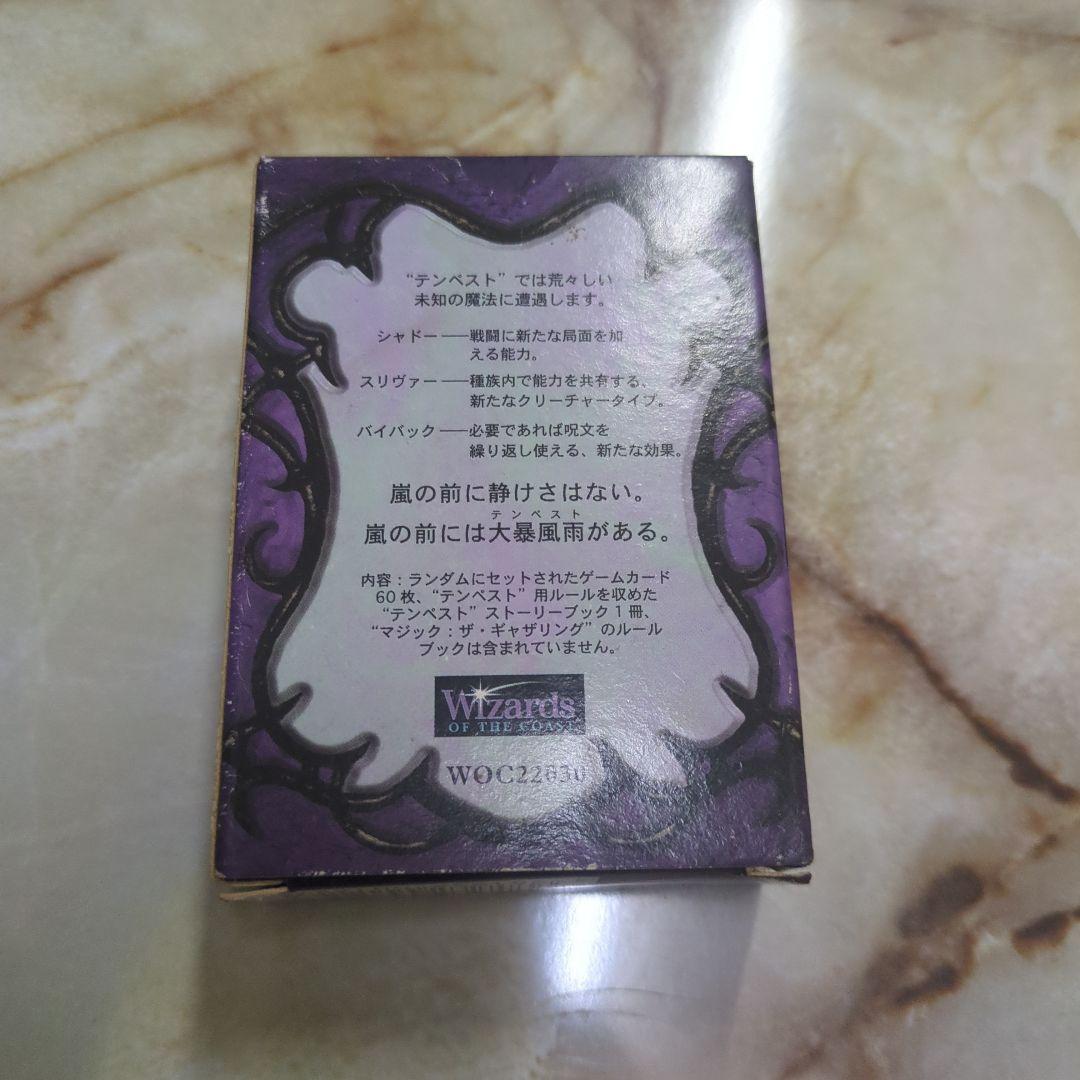 “テンペスト”では荒々しい
未知の魔法に遭遇します。
シャドー――戦闘に新たな局面を加
える能力。
スリヴァー――種族内で能力を共有する、
新たなクリーチャータイプ。
バイバック――必要であれば呪文を
繰り返し使える、新たな効果。
嵐の前に静けさはない。
テンペスト
嵐の前には大暴風雨がある。
内容：ランダムにセットされたゲームカード
60枚、“テンペスト”用ルールを収めた
“テンペスト”ストーリーブック1冊、
“マジック：ザ・ギャザリング”のルール
ブックは含まれていません。
Wizards
OF THE COAST